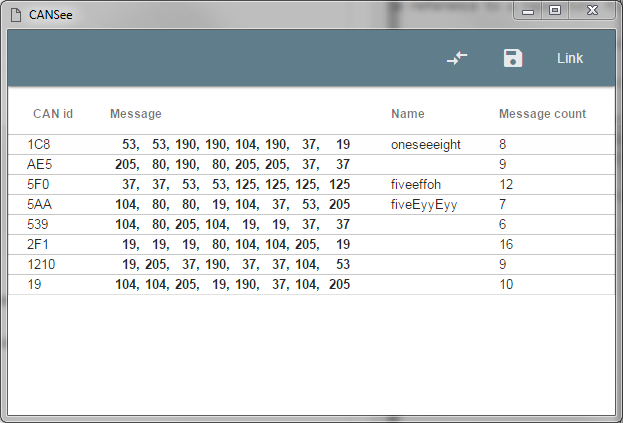 CANSee
Link
CAN id Message Name Message count
1C8 53, 53, 190, 190, 104, 190, 37, 19 oneseeeight 8
AE5 205, 80, 190, 80, 205, 205, 37, 37 9
5F0 37, 37, 53, 53, 125, 125, 125, 125 fiveeffoh 12
5AA 104, 80, 80, 19, 104, 37, 53, 205 fiveEyyEyy 7
539 104, 80, 205, 104, 19, 19, 37, 37 6
2F1 19, 19, 19, 80, 104, 104, 205, 19 16
1210 19, 205, 37, 190, 37, 37, 104, 53 9
19 104, 104, 205, 19, 190, 37, 104, 205 10